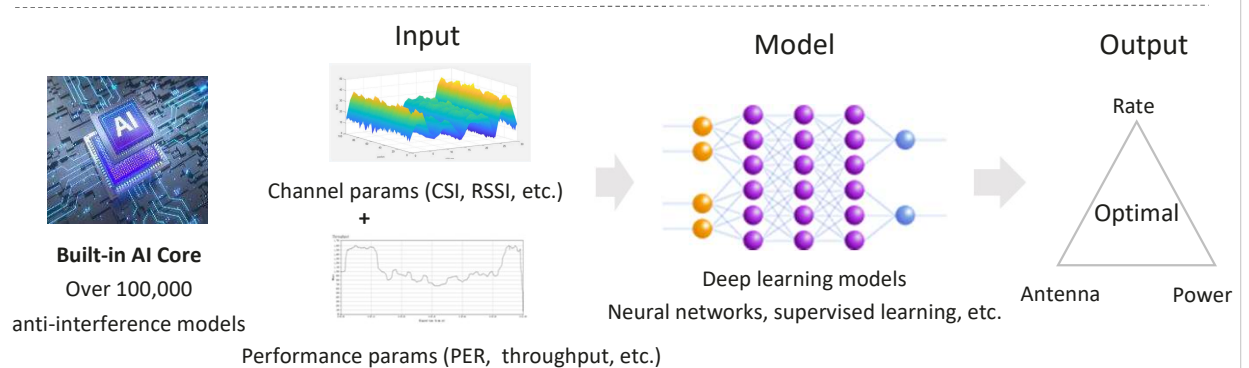 Input
Model
Output
AI
Built-in AI Core
Over 100,000
anti-interference models
Channel params (CSI, RSSI, etc.)
+
Performance params (PER, throughput, etc.)
Deep learning models
Neural networks, supervised learning, etc.
Rate
Optimal
Antenna
Power